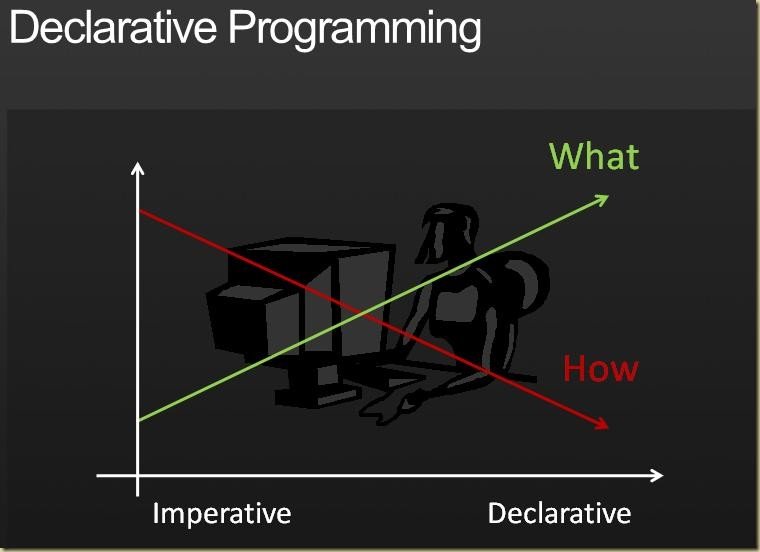 Declarative Programming
What
How
Imperative Declarative